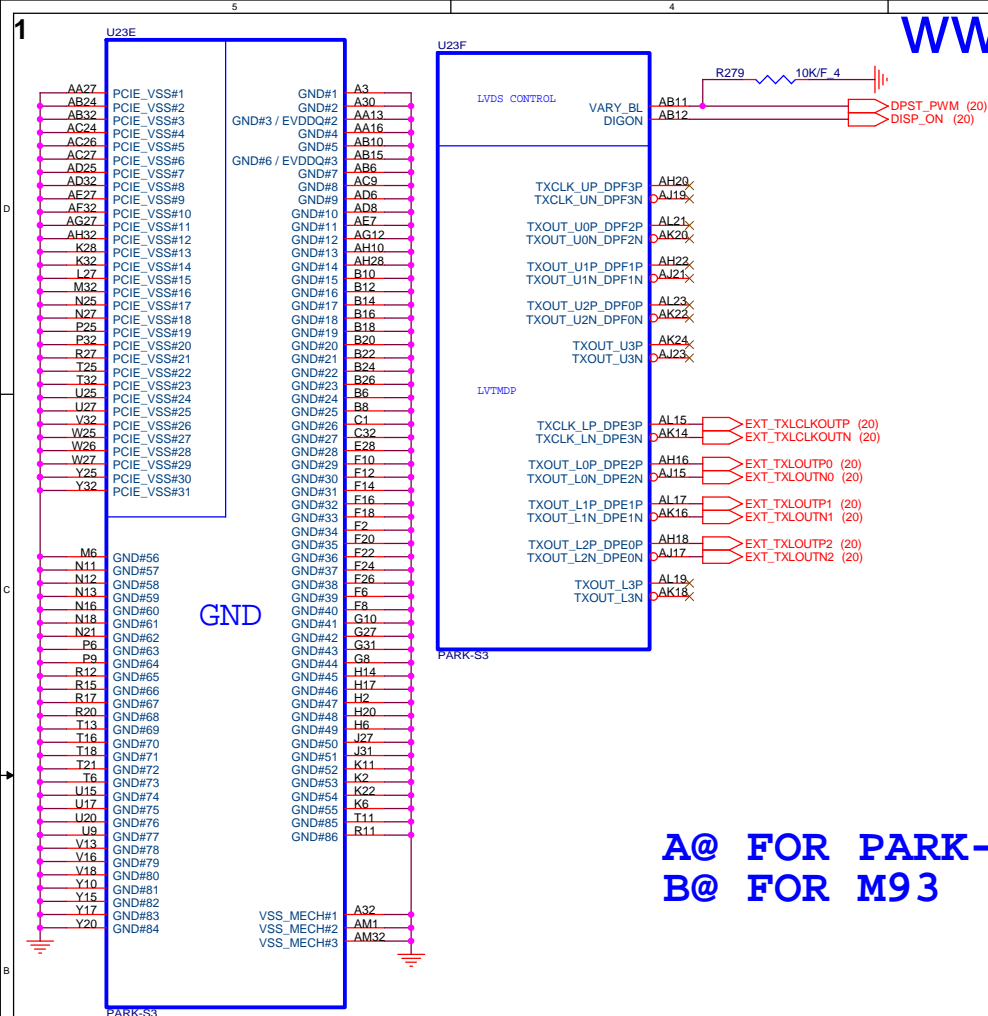 5
4
1
WW
U23E
AA27 PCIE_VSS#1 GND#1 A3
AB24 PCIE_VSS#2 GND#2 A30
AB32 PCIE_VSS#3 GND#3 / EVDDQ#2 AA13
AC24 PCIE_VSS#4 GND#4 AA16
AC26 PCIE_VSS#5 GND#5 AB10
AC27 PCIE_VSS#6 GND#6 / EVDDQ#3 AB15
AD25 PCIE_VSS#7 GND#7 AB6
AD32 PCIE_VSS#8 GND#8 AC9
AE27 PCIE_VSS#9 GND#9 AD6
AF32 PCIE_VSS#10 GND#10 AD8
AG27 PCIE_VSS#11 GND#11 AE7
AH32 PCIE_VSS#12 GND#12 AG12
K28 PCIE_VSS#13 GND#13 AH10
K32 PCIE_VSS#14 GND#14 AH28
L27 PCIE_VSS#15 GND#15 B10
M32 PCIE_VSS#16 GND#16 B12
N25 PCIE_VSS#17 GND#17 B14
N27 PCIE_VSS#18 GND#18 B16
P25 PCIE_VSS#19 GND#19 B18
P32 PCIE_VSS#20 GND#20 B20
R27 PCIE_VSS#21 GND#21 B22
T25 PCIE_VSS#22 GND#22 B24
T32 PCIE_VSS#23 GND#23 B26
U25 PCIE_VSS#24 GND#24 B6
U27 PCIE_VSS#25 GND#25 B8
V32 PCIE_VSS#26 GND#26 C1
W25 PCIE_VSS#27 GND#27 C32
W26 PCIE_VSS#28 GND#28 E28
W27 PCIE_VSS#29 GND#29 F10
Y25 PCIE_VSS#30 GND#30 F12
Y32 PCIE_VSS#31 GND#31 F14
GND#32 F16
GND#33 F18
GND#34 F2
GND#35 F20
M6 GND#56 GND#36 F22
N11 GND#57 GND#37 F24
N12 GND#58 GND#38 F26
N13 GND#59 GND#39 F6
N16 GND#60 GND#40 F8
N18 GND#61 GND#41 G10
N21 GND#62 GND#42 G27
P6 GND#63 GND#43 G31
P9 GND#64 GND#44 G8
R12 GND#65 GND#45 H14
R15 GND#66 GND#46 H17
R17 GND#67 GND#47 H2
R20 GND#68 GND#48 H20
T13 GND#69 GND#49 H6
T16 GND#70 GND#50 J27
T18 GND#71 GND#51 J31
T21 GND#72 GND#52 K11
T6 GND#73 GND#53 K2
U15 GND#74 GND#54 K22
U17 GND#75 GND#55 K6
U20 GND#76 GND#85 T11
U9 GND#77 GND#86 R11
V13 GND#78
V16 GND#79
V18 GND#80
Y10 GND#81
Y15 GND#82
Y17 GND#83 VSS_MECH#1 A32
Y20 GND#84 VSS_MECH#2 AM1
VSS_MECH#3 AM32
GND
PARK-S3
U23F
LVDS CONTROL
R279 10K/F_4
VARY_BL AB11 DPST_PWM (20)
DIGON AB12 DISP_ON (20)
TXCLK_UP_DPF3P AH20
TXCLK_UN_DPF3N AJ19
TXOUT_U0P_DPF2P AL21
TXOUT_U0N_DPF2N AK20
TXOUT_U1P_DPF1P AH22
TXOUT_U1N_DPF1N AJ21
TXOUT_U2P_DPF0P AL23
TXOUT_U2N_DPF0N AK22
TXOUT_U3P AK24
TXOUT_U3N AJ23
LVTMDP
TXCLK_LP_DPE3P AL15 EXT_TXLCLKOUTP (20)
TXCLK_LN_DPE3N AK14 EXT_TXLCLKOUTN (20)
TXOUT_L0P_DPE2P AH16 EXT_TXLOUTP0 (20)
TXOUT_L0N_DPE2N AJ15 EXT_TXLOUTN0 (20)
TXOUT_L1P_DPE1P AL17 EXT_TXLOUTP1 (20)
TXOUT_L1N_DPE1N AK16 EXT_TXLOUTN1 (20)
TXOUT_L2P_DPE0P AH18 EXT_TXLOUTP2 (20)
TXOUT_L2N_DPE0N AJ17 EXT_TXLOUTN2 (20)
TXOUT_L3P AL19
TXOUT_L3N AK18
PARK-S3
A@ FOR PARK-
B@ FOR M93
D
C
B